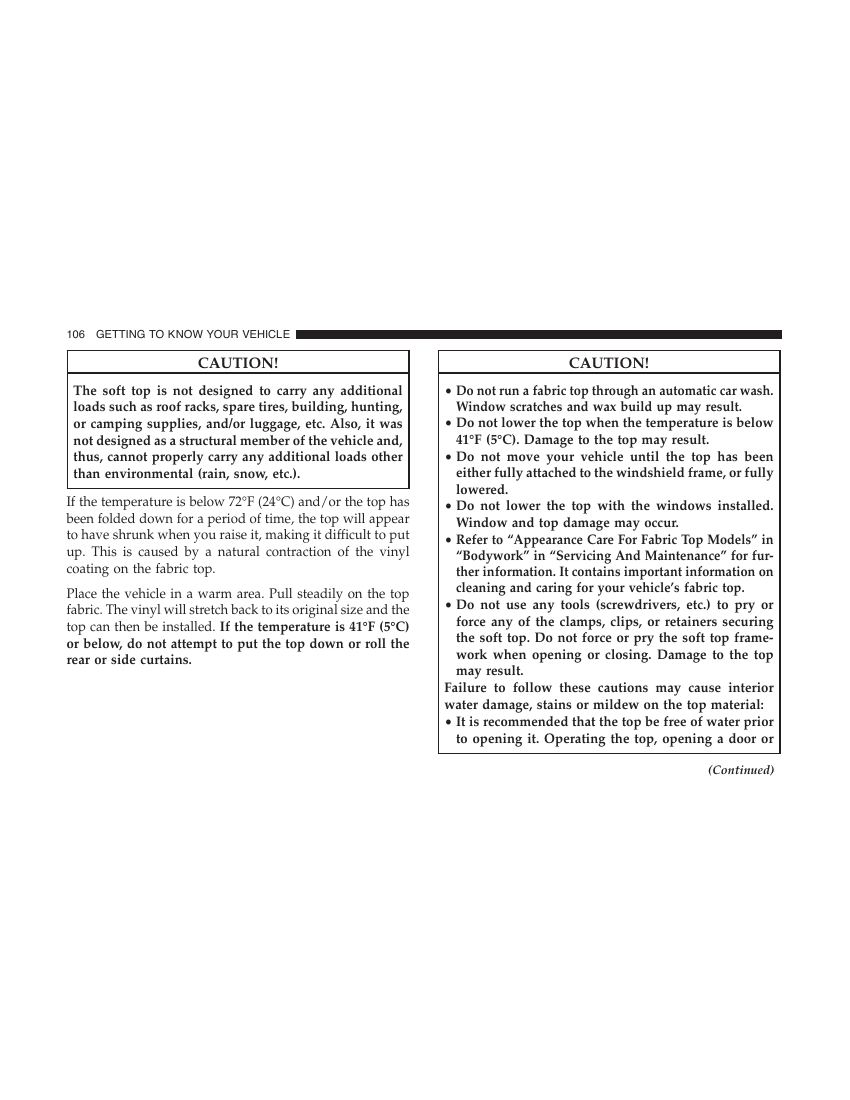 106 GETTING TO KNOW YOUR VEHICLE
CAUTION!
The soft top is not designed to carry any additional
loads such as roof racks, spare tires, building, hunting,
or camping supplies, and/or luggage, etc. Also, it was
not designed as a structural member of the vehicle and,
thus, cannot properly carry any additional loads other
than environmental (rain, snow, etc.).
If the temperature is below 72°F (24°C) and/or the top has
been folded down for a period of time, the top will appear
to have shrunk when you raise it, making it difficult to put
up. This is caused by a natural contraction of the vinyl
coating on the fabric top.
Place the vehicle in a warm area. Pull steadily on the top
fabric. The vinyl will stretch back to its original size and the
top can then be installed. If the temperature is 41°F (5°C)
or below, do not attempt to put the top down or roll the
rear or side curtains.
CAUTION!
• Do not run a fabric top through an automatic car wash.
Window scratches and wax build up may result.
• Do not lower the top when the temperature is below
41°F (5°C). Damage to the top may result.
• Do not move your vehicle until the top has been
either fully attached to the windshield frame, or fully
lowered.
• Do not lower the top with the windows installed.
Window and top damage may occur.
• Refer to “Appearance Care For Fabric Top Models” in
“Bodywork” in “Servicing And Maintenance” for fur-
ther information. It contains important information on
cleaning and caring for your vehicle’s fabric top.
• Do not use any tools (screwdrivers, etc.) to pry or
force any of the clamps, clips, or retainers securing
the soft top. Do not force or pry the soft top frame-
work when opening or closing. Damage to the top
may result.
Failure to follow these cautions may cause interior
water damage, stains or mildew on the top material:
• It is recommended that the top be free of water prior
to opening it. Operating the top, opening a door or
(Continued)